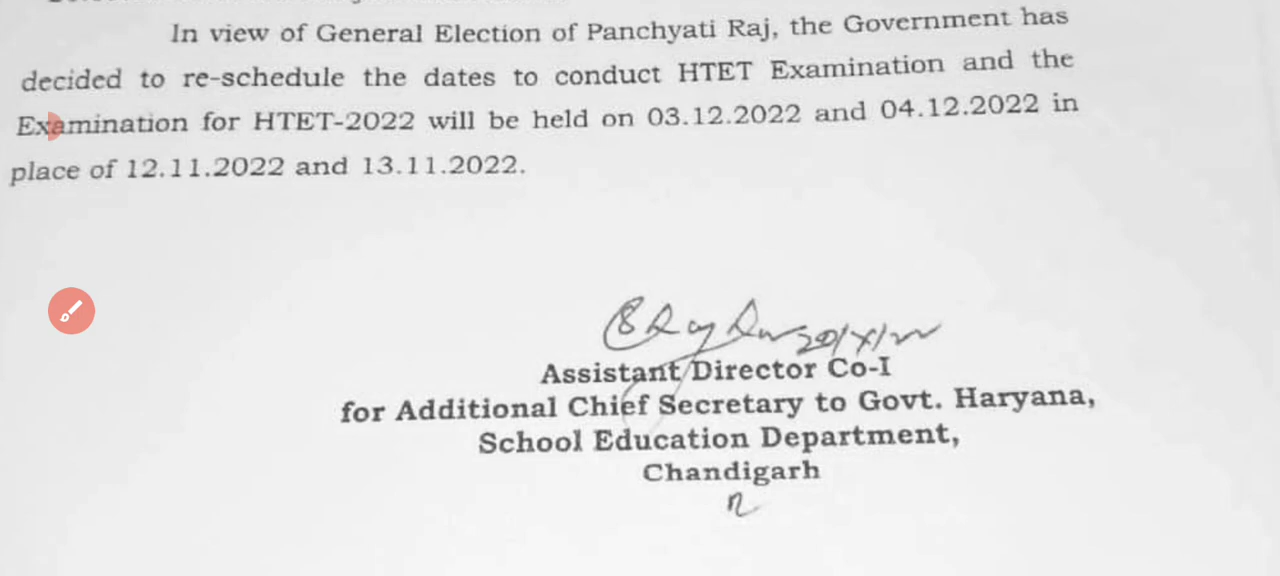 In view of General Election of Panchyati Raj, the Government has
decided to re-schedule the dates to conduct HTET Examination and the
Examination for HTET-2022 will be held on 03.12.2022 and 04.12.2022 in
place of 12.11.2022 and 13.11.2022.
20/X/22
Assistant Director Co-I
for Additional Chief Secretary to Govt. Haryana,
School Education Department,
Chandigarh